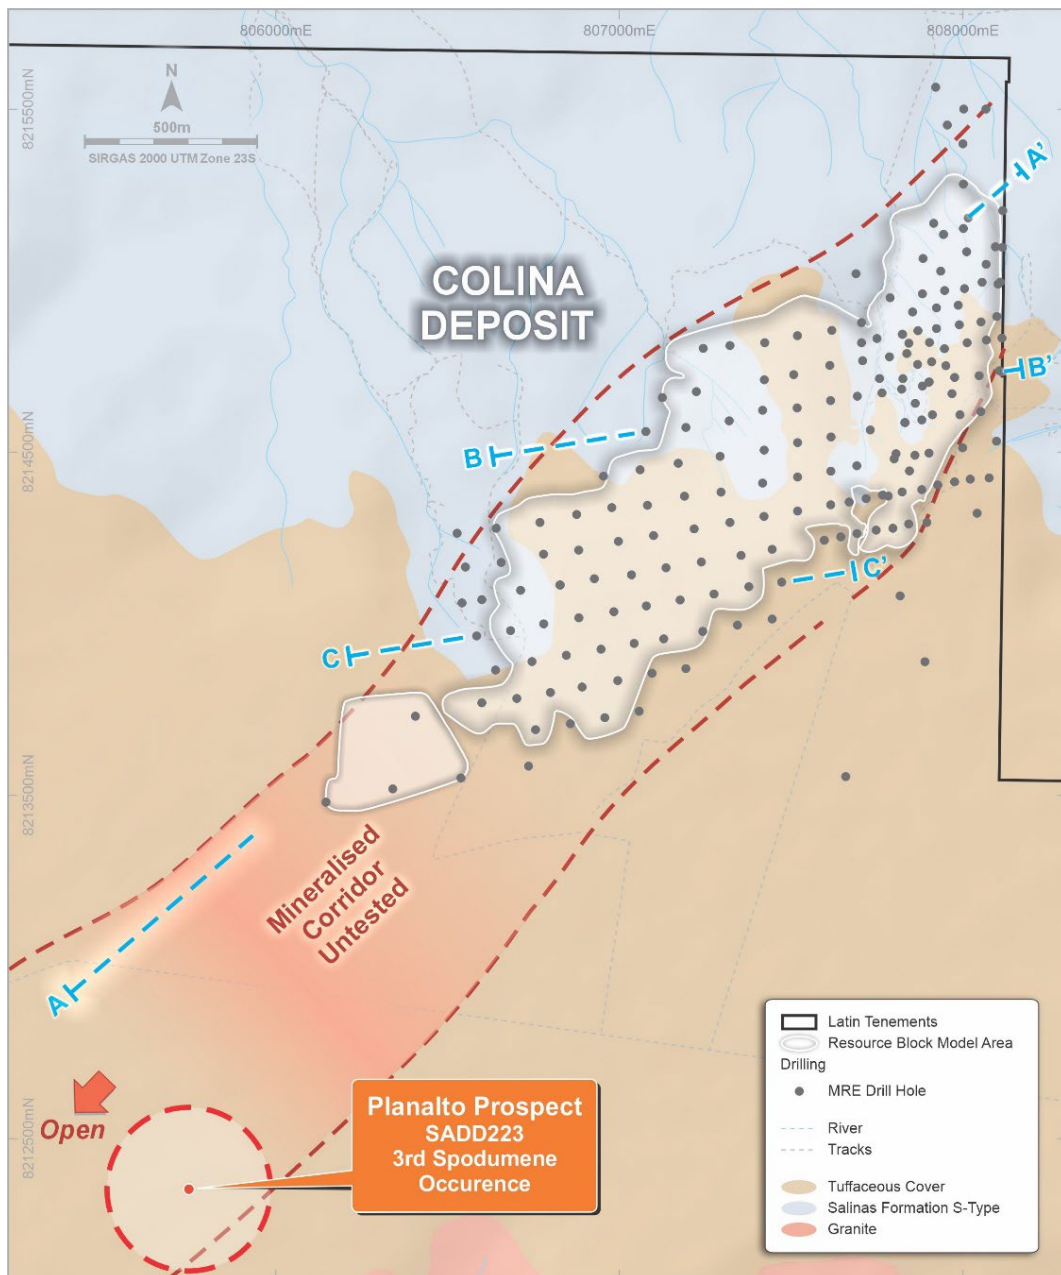 806000mE
807000mE
808000mE
8215500mN
N
500m
SIRGAS 2000 UTM Zone 23S
A'
COLINA
DEPOSIT
B'
B
8214500mN
C'
C
8213500mN
Mineralised
Corridor
Untested
A
Open
8212500mN
Planalto Prospect
SADD223
3rd Spodumene
Occurence
Latin Tenements
Resource Block Model Area
Drilling
MRE Drill Hole
River
Tracks
Tuffaceous Cover
Salinas Formation S-Type
Granite